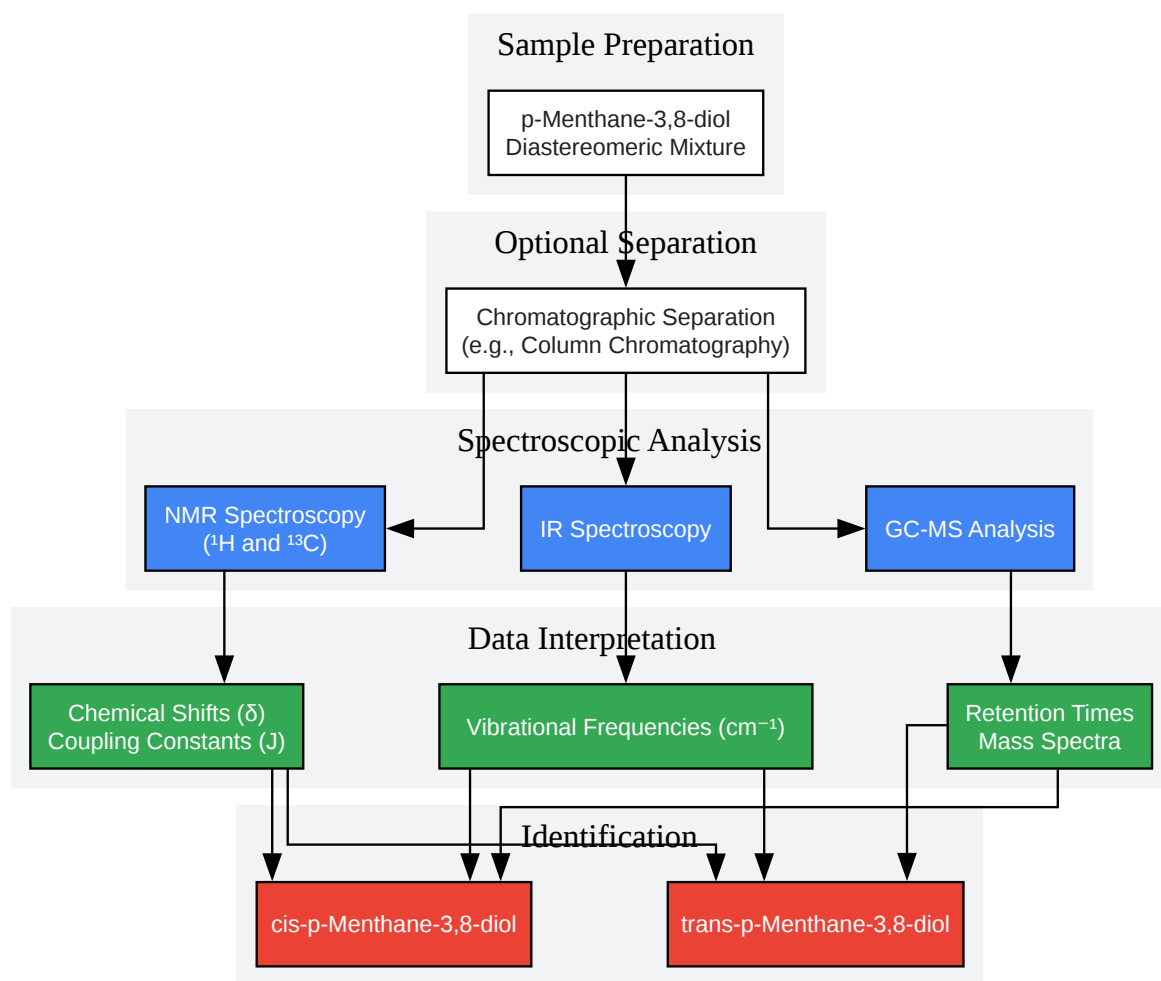 Sample Preparation
p-Menthane-3,8-diol
Diastereomeric Mixture
Optional Separation
Chromatographic Separation
(e.g., Column Chromatography)
Spectroscopic Analysis
NMR Spectroscopy
(¹H and ¹³C)
IR Spectroscopy
GC-MS Analysis
Data Interpretation
Chemical Shifts (δ)
Coupling Constants (J)
Vibrational Frequencies (cm⁻¹)
Retention Times
Mass Spectra
Identification
cis-p-Menthane-3,8-diol
trans-p-Menthane-3,8-diol